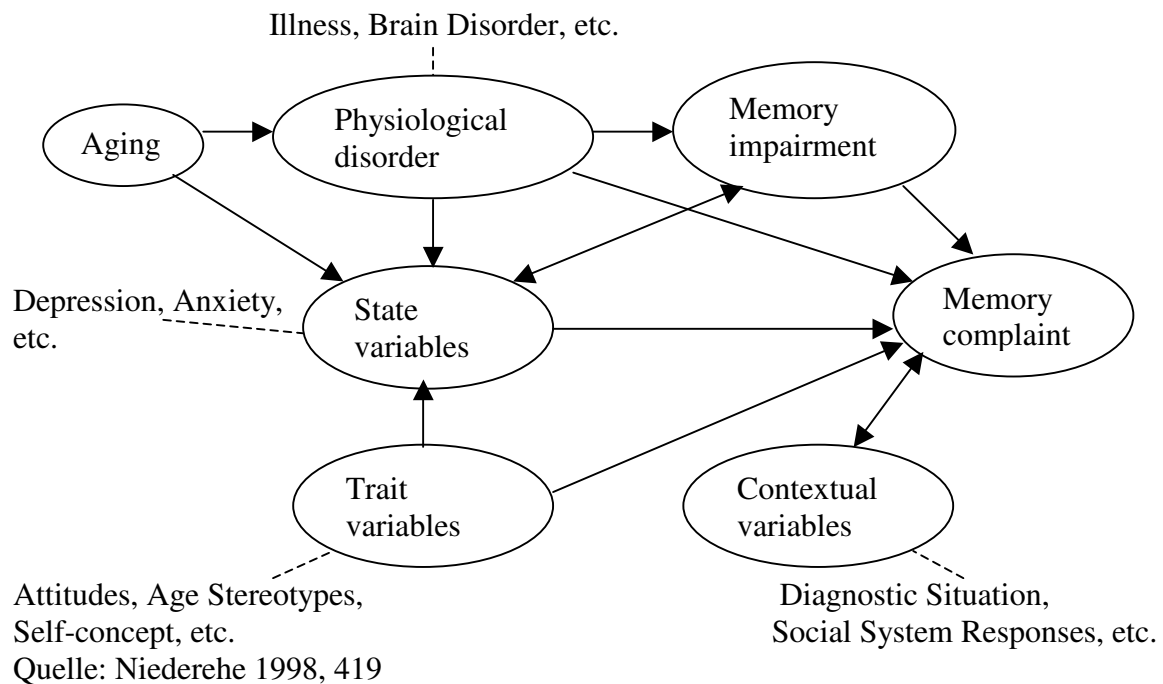 Illness, Brain Disorder, etc.
Aging
Physiological
disorder
Memory
impairment
Depression, Anxiety,
etc.
State
variables
Memory
complaint
Trait
variables
Contextual
variables
Attitudes, Age Stereotypes,
Self-concept, etc.
Diagnostic Situation,
Social System Responses, etc.
Quelle: Niederehe 1998, 419